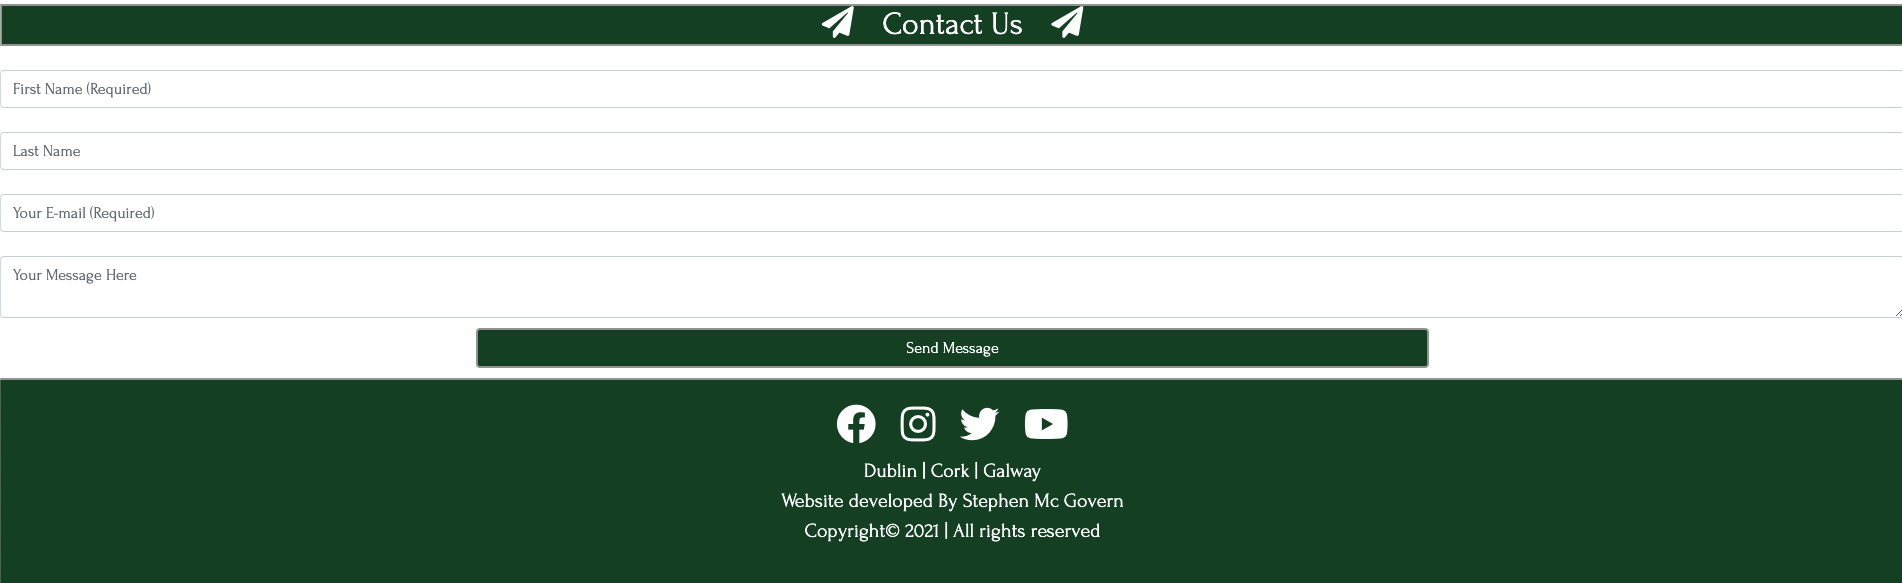 Contact Us
First Name (Required)
Last Name
Your E-mail (Required)
Your Message Here
Send Message
Dublin | Cork | Galway
Website developed By Stephen Mc Govern
Copyright© 2021 | All rights reserved